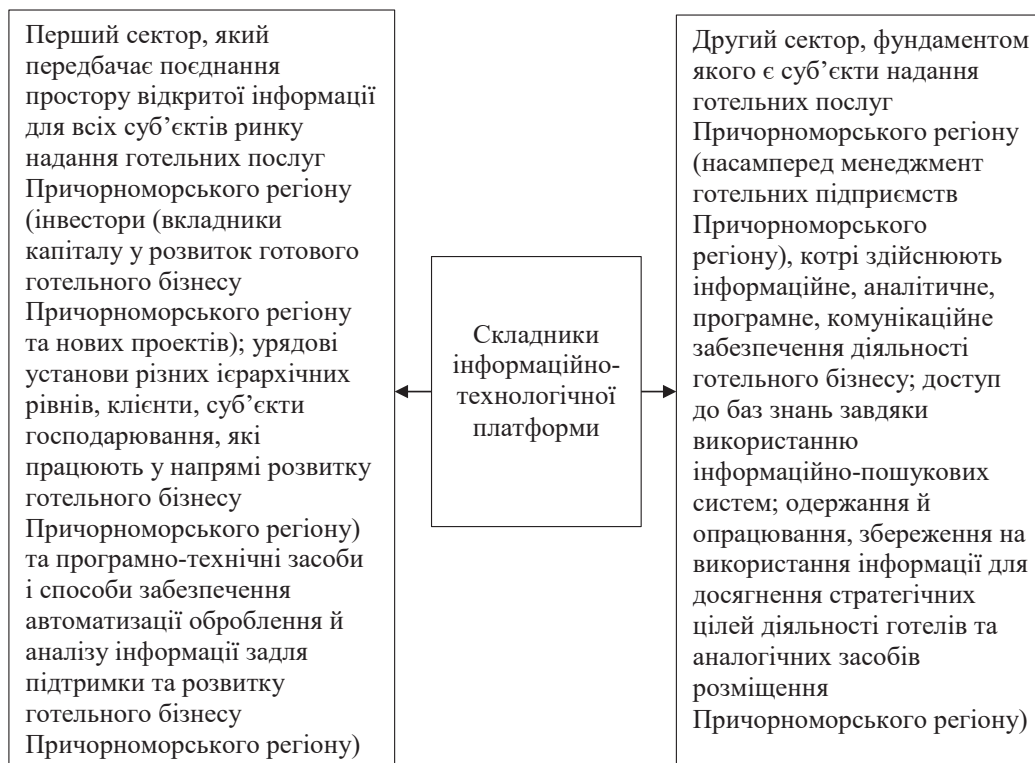 Перший сектор, який
передбачає поєднання
простору відкритої інформації
для всіх суб’єктів ринку
надання готельних послуг
Причорноморського регіону
(інвестори (вкладники
капіталу у розвиток готового
готельного бізнесу
Причорноморського регіону
та нових проектів); урядові
установи різних ієрархічних
рівнів, клієнти, суб’єкти
господарювання, які
працюють у напрямі розвитку
готельного бізнесу
Причорноморського регіону)
та програмно-технічні засоби
і способи забезпечення
автоматизації оброблення й
аналізу інформації задля
підтримки та розвитку
готельного бізнесу
Причорноморського регіону)
Складники
інформаційно-
технологічної
платформи
Другий сектор, фундаментом
якого є суб’єкти надання
готельних послуг
Причорноморського регіону
(насамперед менеджмент
готельних підприємств
Причорноморського
регіону), котрі здійснюють
інформаційне, аналітичне,
програмне, комунікаційне
забезпечення діяльності
готельного бізнесу; доступ
до баз знань завдяки
використанню
інформаційно-пошукових
систем; одержання й
опрацювання, збереження на
використання інформації для
досягнення стратегічних
цілей діяльності готелів та
аналогічних засобів
розміщення
Причорноморського регіону)